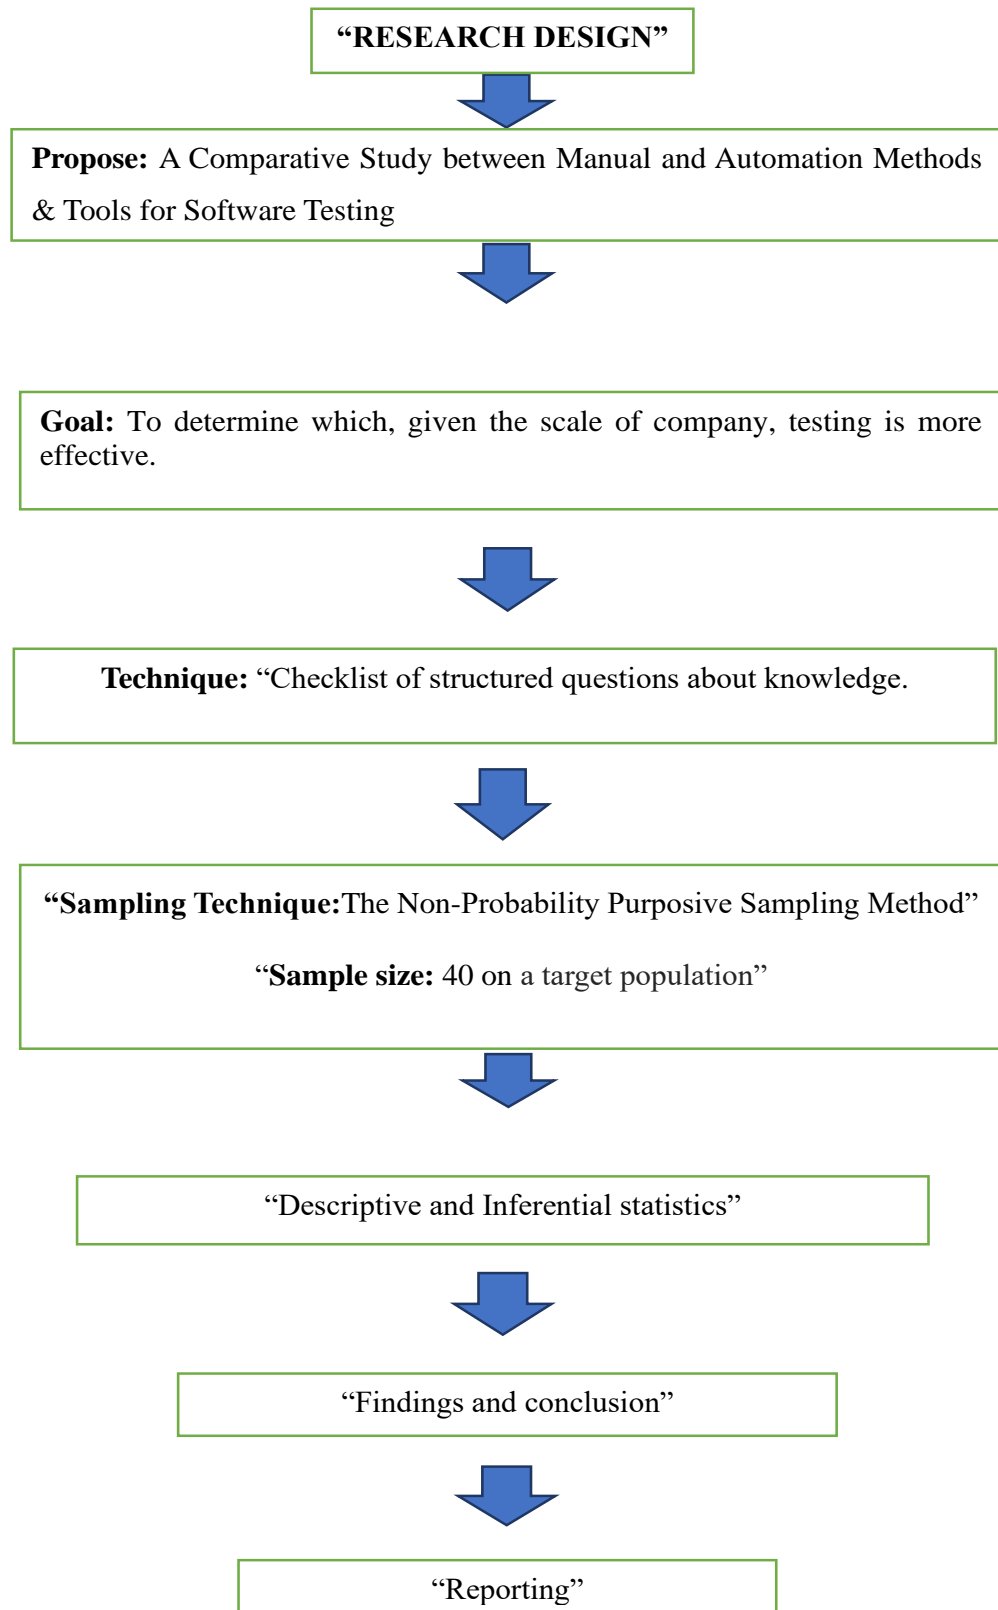 “RESEARCH DESIGN”
Propose: A Comparative Study between Manual and Automation Methods
& Tools for Software Testing
Goal: To determine which, given the scale of company, testing is more
effective.
Technique: “Checklist of structured questions about knowledge.
“Sampling Technique:The Non-Probability Purposive Sampling Method”
“Sample size: 40 on a target population”
“Descriptive and Inferential statistics”
“Findings and conclusion”
“Reporting”